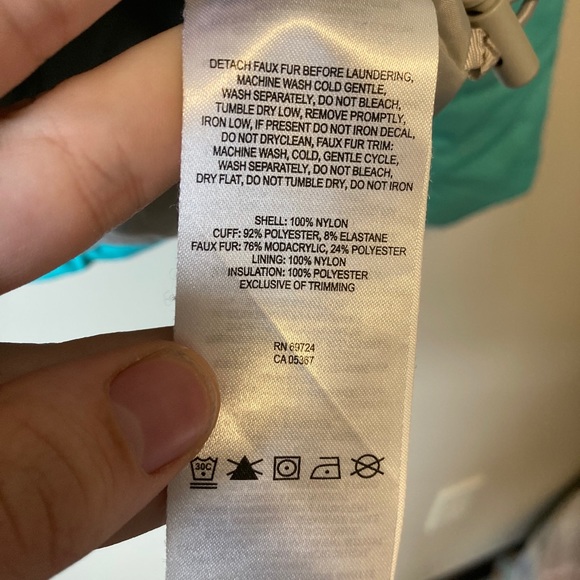 DETACH FAUX FUR BEFORE LAUNDERING,
MACHINE WASH COLD GENTLE,
WASH SEPARATELY, DO NOT BLEACH,
TUMBLE DRY LOW, REMOVE PROMPTLY,
IRON LOW, IF PRESENT DO NOT IRON DECAL,
DO NOT DRYCLEAN, FAUX FUR TRIM:
MACHINE WASH, COLD, GENTLE CYCLE,
WASH SEPARATELY, DO NOT BLEACH,
DRY FLAT, DO NOT TUMBLE DRY, DO NOT IRON
SHELL: 100% NYLON
CUFF: 92% POLYESTER, 8% ELASTANE
FAUX FUR: 76% MODACRYLIC, 24% POLYESTER
LINING: 100% NYLON
INSULATION: 100% POLYESTER
EXCLUSIVE OF TRIMMING
RN 69724
CA 05367
30C